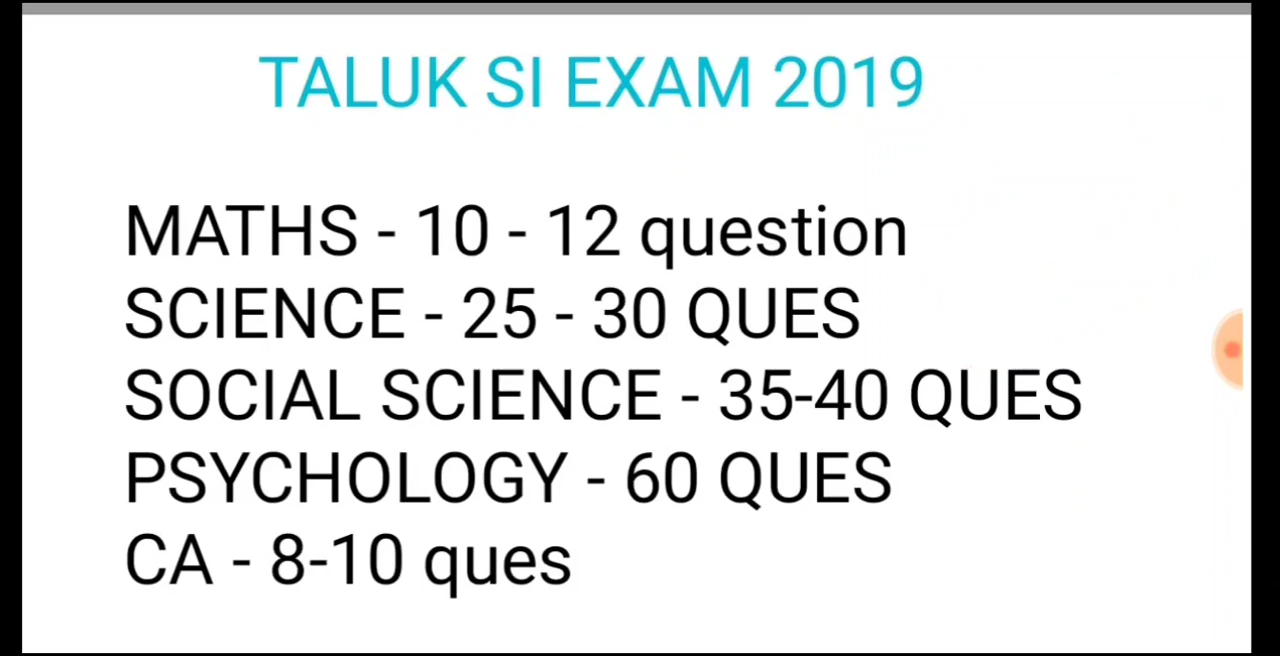 TALUK SI EXAM 2019
MATHS - 10 - 12 question
SCIENCE - 25 - 30 QUES
SOCIAL SCIENCE - 35-40 QUES
PSYCHOLOGY - 60 QUES
CA - 8-10 ques